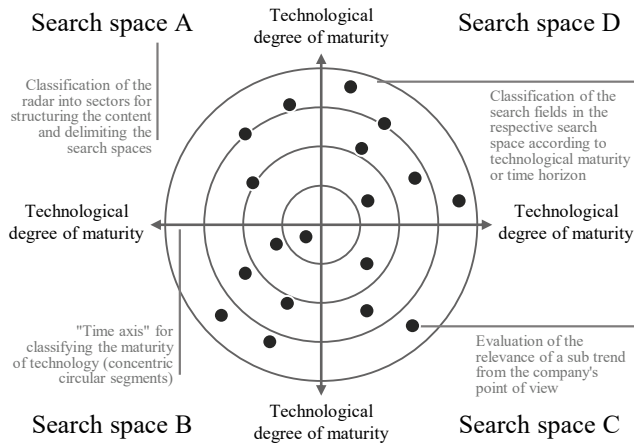 Search space A
Technological
degree of maturity
Search space D
Classification of the
radar into sectors for
structuring the content
and delimiting the
search spaces
Classification of the
search fields in the
respective search
space according to
technological maturity
or time horizon
Technological
degree of maturity
Technological
degree of maturity
"Time axis" for
classifying the maturity
of technology (concentric
circular segments)
Evaluation of the
relevance of a sub trend
from the company's
point of view
Search space B
Technological
degree of maturity
Search space C